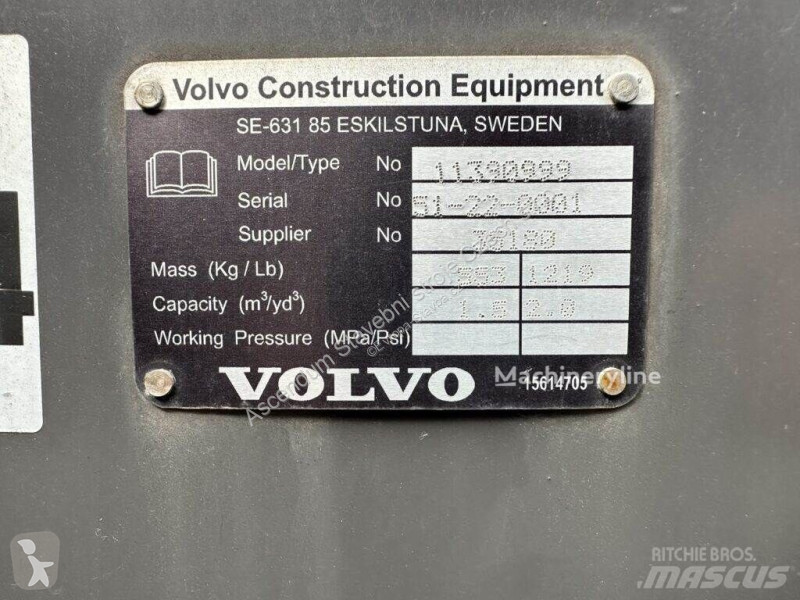 Volvo Construction Equipment
SE-631 85 ESKILSTUNA, SWEDEN
Model/Type No 11390999
Serial No 51-22-0001
Supplier No 38180
Mass (Kg / Lb) 553 1219
Capacity (m³/yd³) 1.5 2.0
Working Pressure (MPa/Psi)
VOLVO
15614705
Machineryline
Ascendum Stavebni Stroje Czech
RITCHIE BROS.
MASCUS